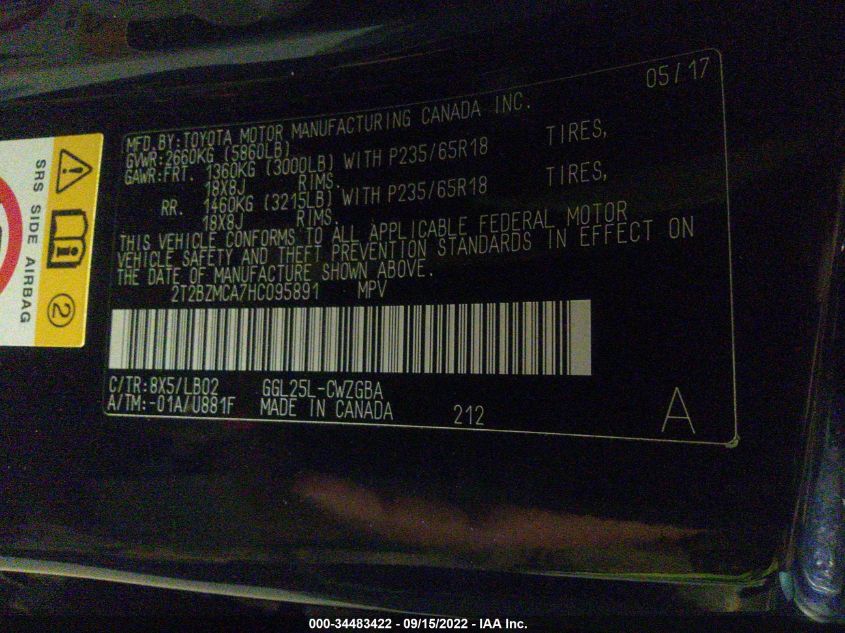 05/17
MFD.BY:TOYOTA MOTOR MANUFACTURING CANADA INC.
GVWR:2660KG (5860LB)
GAWR:FRT. 1360KG (3000LB) WITH P235/65R18 TIRES,
18X8J RIMS.
RR. 1460KG (3215LB) WITH P235/65R18 TIRES,
18X8J RIMS.
THIS VEHICLE CONFORMS TO ALL APPLICABLE FEDERAL MOTOR
VEHICLE SAFETY AND THEFT PREVENTION STANDARDS IN EFFECT ON
THE DATE OF MANUFACTURE SHOWN ABOVE.
2T2BZMCA7HC095891 MPV
C/TR:8X5/LB02 GGL25L-CWZGBA
A/TM:-01A/U881F MADE IN CANADA 212 A
SRS SIDE AIRBAG
2
000-34483422 - 09/15/2022 - IAA Inc.